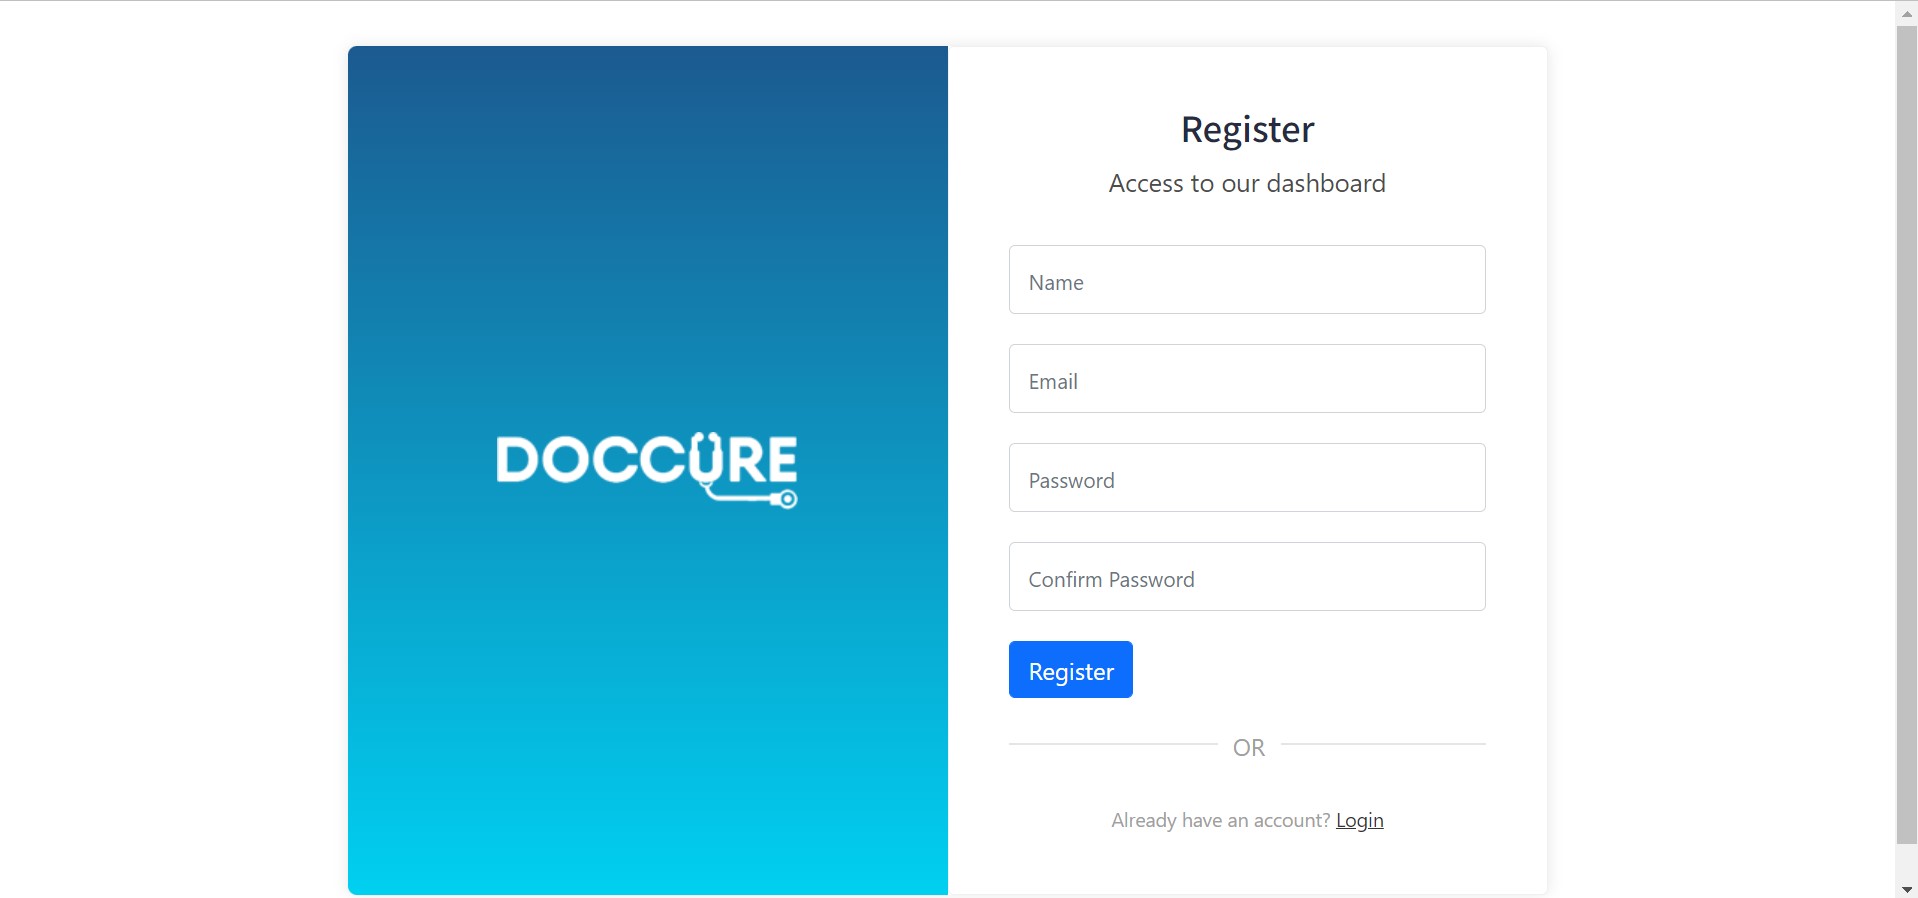 DOCCURE
Register
Access to our dashboard
Name
Email
Password
Confirm Password
Register
OR
Already have an account? Login